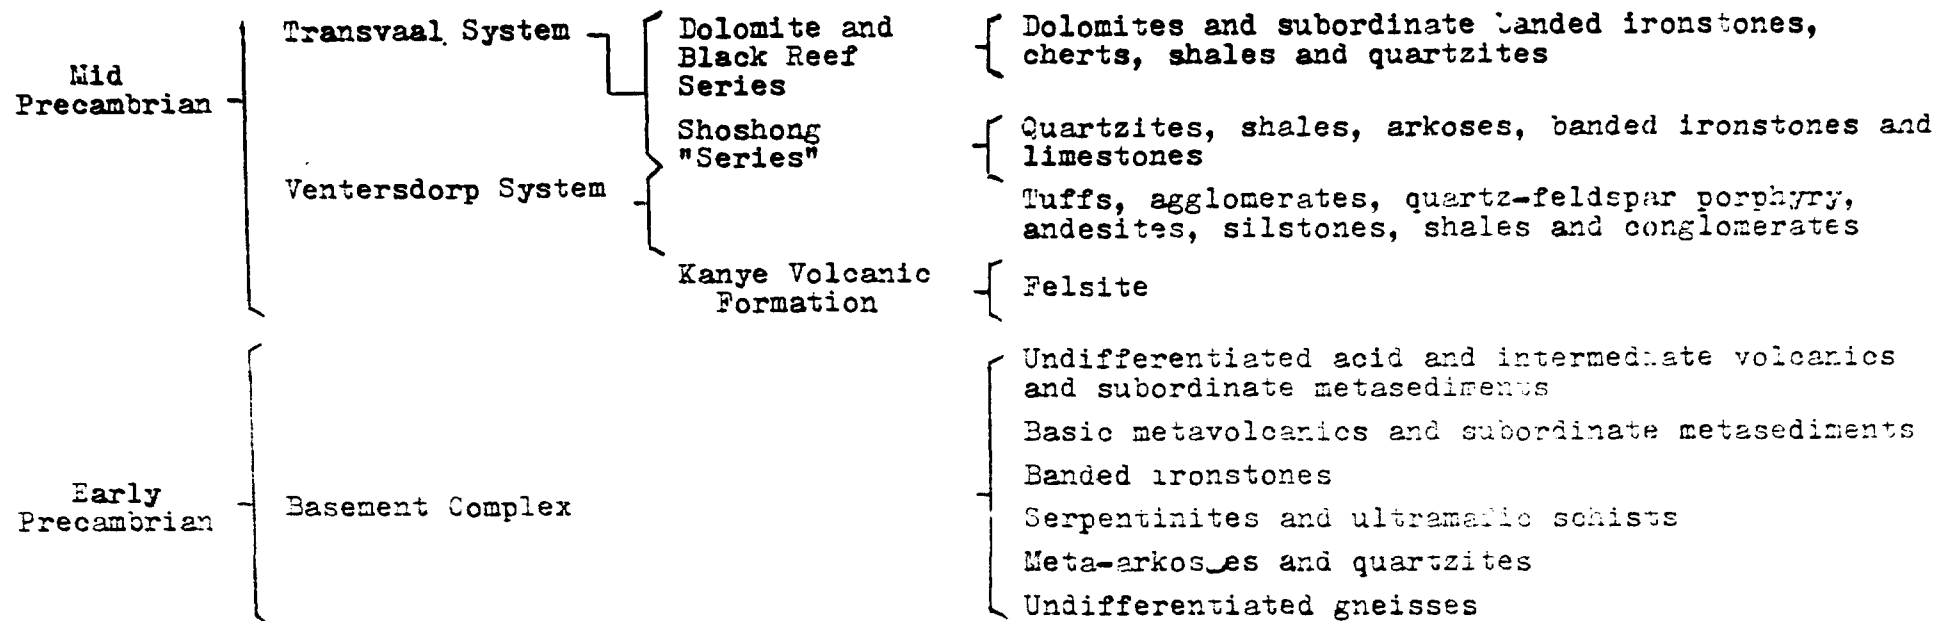 Mid
Precambrian
Transvaal System
Dolomite and
Black Reef
Series
Dolomites and subordinate banded ironstones,
cherts, shales and quartzites
Shoshong
"Series"
Quartzites, shales, arkoses, banded ironstones and
limestones
Ventersdorp System
Tuffs, agglomerates, quartz-feldspar porphyry,
andesites, silstones, shales and conglomerates
Kanye Volcanic
Formation
Felsite
Early
Precambrian
Basement Complex
Undifferentiated acid and intermediate volcanics
and subordinate metasediments
Basic metavolcanics and subordinate metasediments
Banded ironstones
Serpentinites and ultramafic schists
Meta-arkoses and quartzites
Undifferentiated gneisses